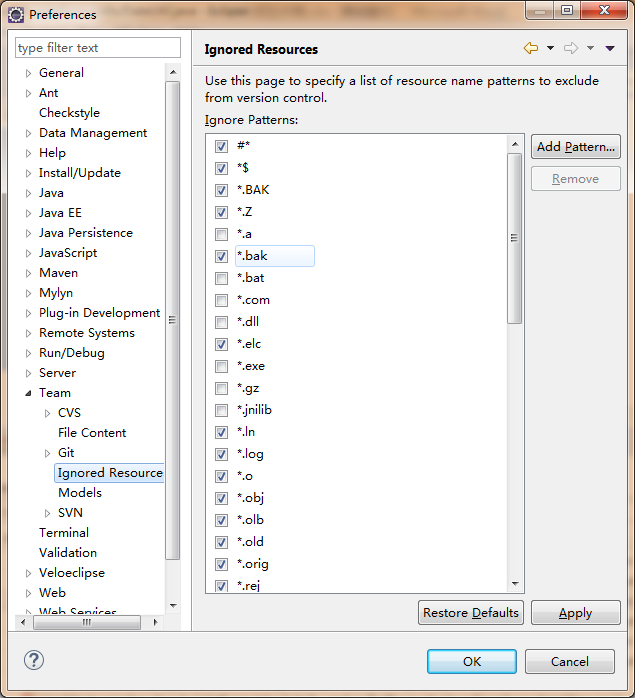 Preferences
type filter text
General
Ant
Checkstyle
Data Management
Help
Install/Update
Java
Java EE
Java Persistence
JavaScript
Maven
Mylyn
Plug-in Development
Remote Systems
Run/Debug
Server
Team
CVS
File Content
Git
Ignored Resource
Models
SVN
Terminal
Validation
Veloeclipse
Web
Web Services
Ignored Resources
Use this page to specify a list of resource name patterns to exclude
from version control.
Ignore Patterns:
#*
*$
*.BAK
*.Z
*.a
*.bak
*.bat
*.com
*.dll
*.elc
*.exe
*.gz
*.jnilib
*.ln
*.log
*.o
*.obj
*.olb
*.old
*.orig
*.rej
Add Pattern...
Remove
Restore Defaults
Apply
?
OK
Cancel